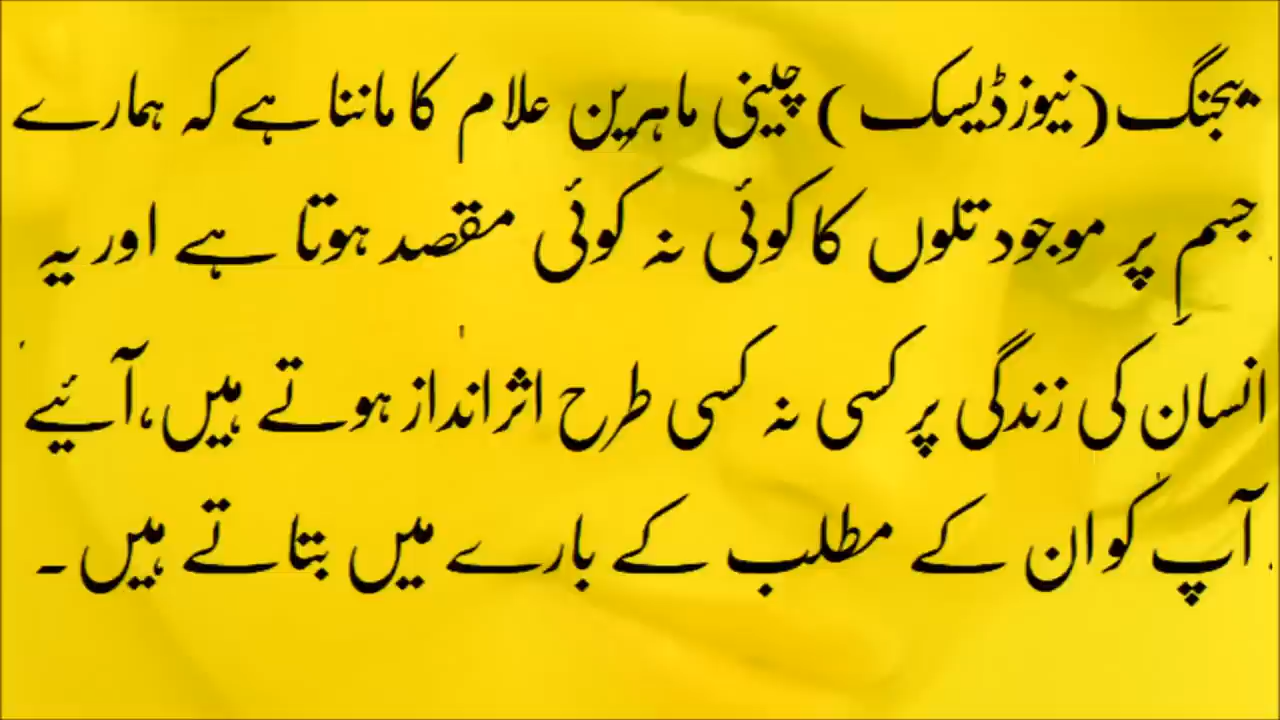 بیجنگ(نیوزڈیسک) چینی ماہرین علام کا ماننا ہے کہ ہمارے
جسم پر موجود تلوں کا کوئی نہ کوئی مقصد ہوتا ہے اور یہ
انسان کی زندگی پر کسی نہ کسی طرح اثرانداز ہوتے ہیں،آئیے
آپ کو ان کے مطلب کے بارے میں بتاتے ہیں۔